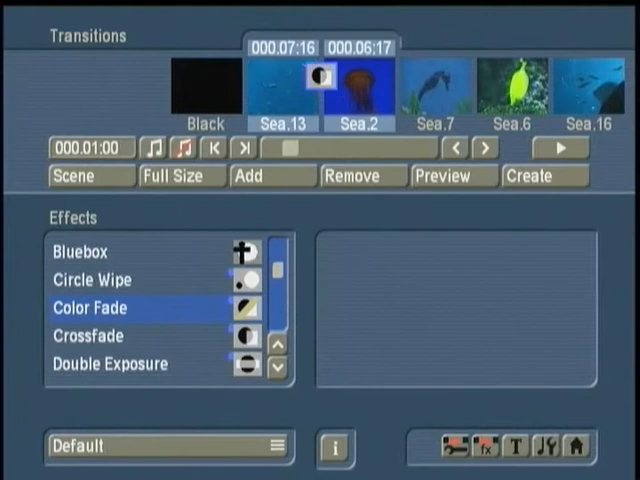 Transitions
000.07:16 000.06:17
Black Sea.13 Sea.2 Sea.7 Sea.6 Sea.16
000.01:00
Scene Full Size Add Remove Preview Create
Effects
Bluebox
Circle Wipe
Color Fade
Crossfade
Double Exposure
Default i fx T